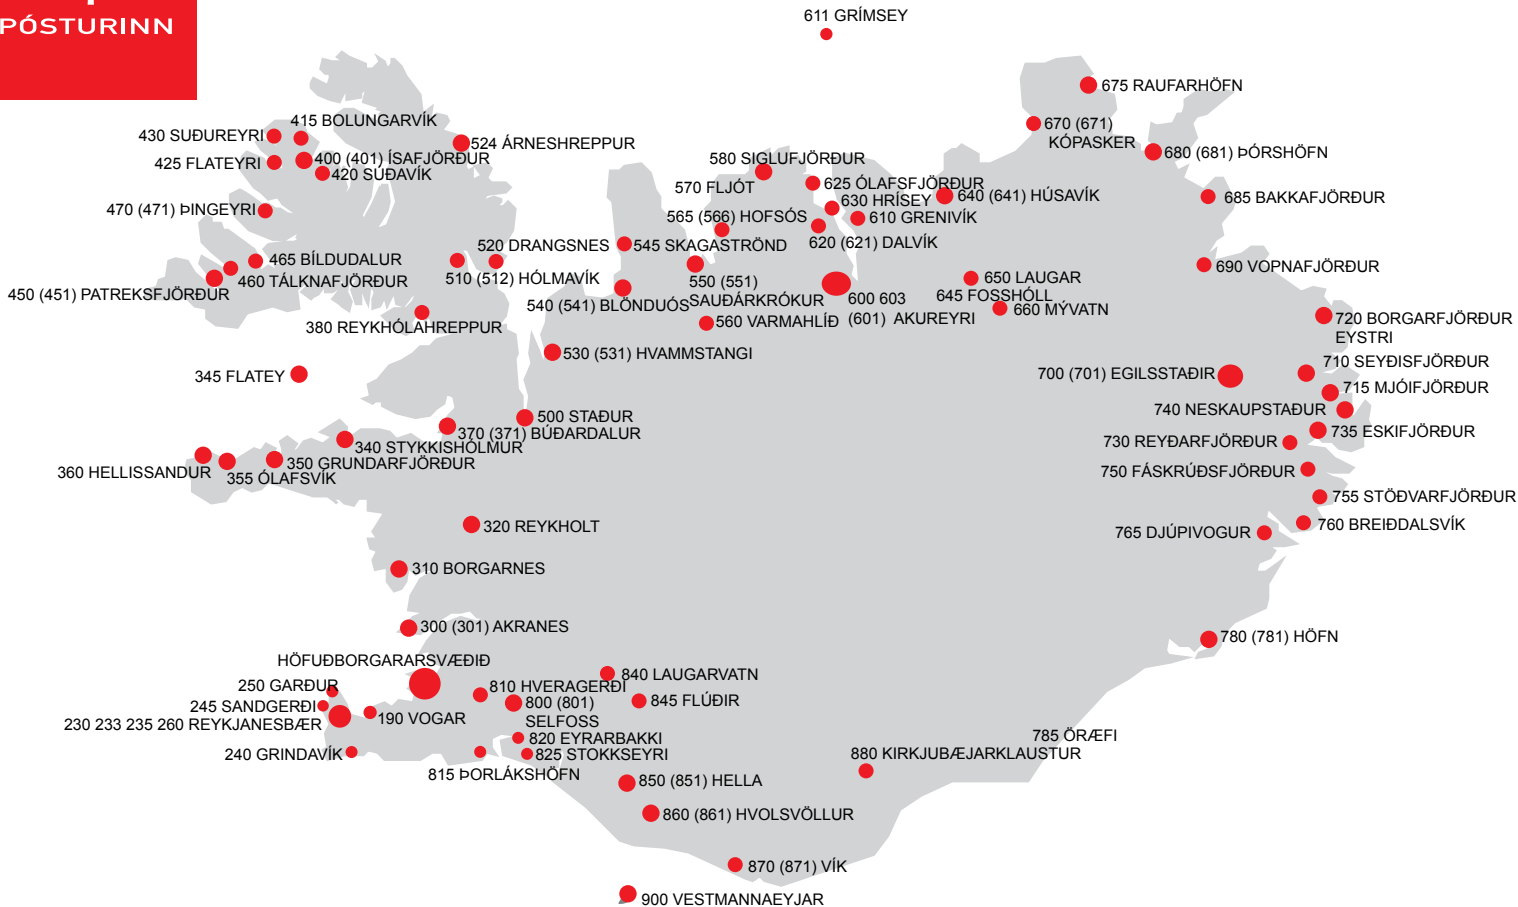 PÓSTURINN
611 GRÍMSEY
675 RAUFARHÖFN
415 BOLUNGARVÍK
430 SUÐUREYRI
670 (671)
KÓPASKER
524 ÁRNESHREPPUR
425 FLATEYRI
400 (401) ÍSAFJÖRÐUR
420 SUÐAVÍK
580 SIGLUFJÖRÐUR
680 (681) ÞÓRSHÖFN
570 FLJÓT
625 ÓLAFSFJÖRÐUR
640 (641) HÚSAVÍK
685 BAKKAFJÖRÐUR
630 HRÍSEY
470 (471) ÞINGEYRI
565 (566) HOFSÓS
610 GRENIVÍK
620 (621) DALVÍK
520 DRANGSNES
545 SKAGASTRÖND
465 BÍLDUDALUR
690 VOPNAFJÖRÐUR
510 (512) HÓLMAVÍK
460 TÁLKNAFJÖRÐUR
450 (451) PATREKSFJÖRÐUR
550 (551)
SAUÐÁRKRÓKUR
650 LAUGAR
645 FOSSHÓLL
540 (541) BLÖNDUÓS
600 603
(601) AKUREYRI
660 MÝVATN
560 VARMAHLÍÐ
380 REYKHÓLAHREPPUR
720 BORGARFJÖRÐUR
EYSTRI
530 (531) HVAMMSTANGI
710 SEYÐISFJÖRÐUR
345 FLATEY
700 (701) EGILSSTAÐIR
715 MJÓIFJÖRÐUR
740 NESKAUPSTAÐUR
500 STAÐUR
370 (371) BÚÐARDALUR
735 ESKIFJÖRÐUR
730 REYÐARFJÖRÐUR
340 STYKKISHÓLMUR
350 GRUNDARFJÖRÐUR
360 HELLISSANDUR
355 ÓLAFSVÍK
750 FÁSKRÚÐSFJÖRÐUR
755 STÖÐVARFJÖRÐUR
320 REYKHOLT
760 BREIÐDALSVÍK
765 DJÚPIVOGUR
310 BORGARNES
300 (301) AKRANES
780 (781) HÖFN
HÖFUÐBORGARARSVÆÐIÐ
840 LAUGARVATN
250 GARÐUR
810 HVERAGERÐI
845 FLÚÐIR
800 (801)
SELFOSS
245 SANDGERÐI
190 VOGAR
230 233 235 260 REYKJANESBÆR
820 EYRARBAKKI
785 ÖRÆFI
240 GRINDAVÍK
825 STOKKSEYRI
880 KIRKJUBÆJARKLAUSTUR
815 ÞORLÁKSHÖFN
850 (851) HELLA
860 (861) HVOLSVÖLLUR
870 (871) VÍK
900 VESTMANNAEYJAR